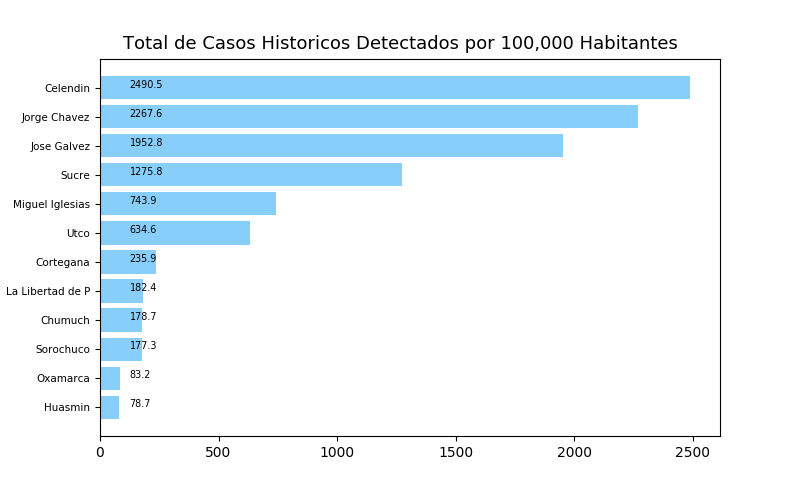 Total de Casos Historicos Detectados por 100,000 Habitantes
Celendin 2490.5
Jorge Chavez 2267.6
Jose Galvez 1952.8
Sucre 1275.8
Miguel Iglesias 743.9
Utco 634.6
Cortegana 235.9
La Libertad de P 182.4
Chumuch 178.7
Sorochuco 177.3
Oxamarca 83.2
Huasmin 78.7
0 500 1000 1500 2000 2500